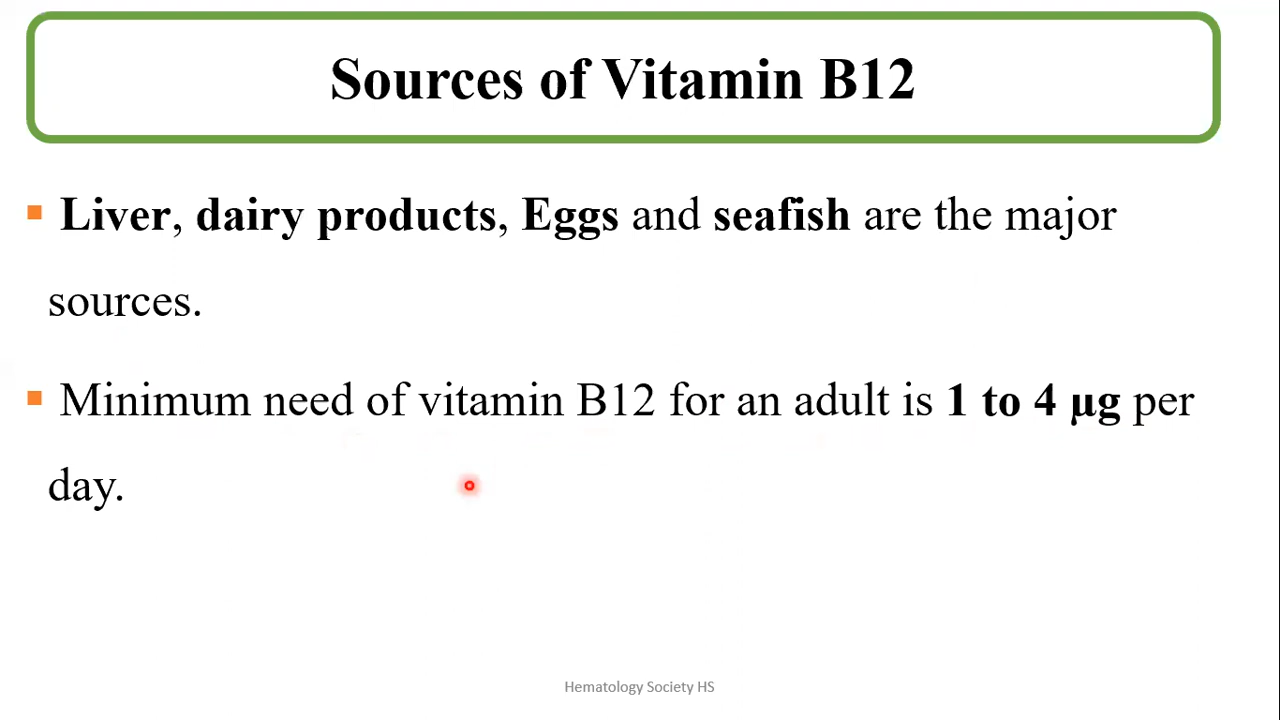 Sources of Vitamin B12
Liver, dairy products, Eggs and seafish are the major
sources.
Minimum need of vitamin B12 for an adult is 1 to 4 μg per
day.
Hematology Society HS